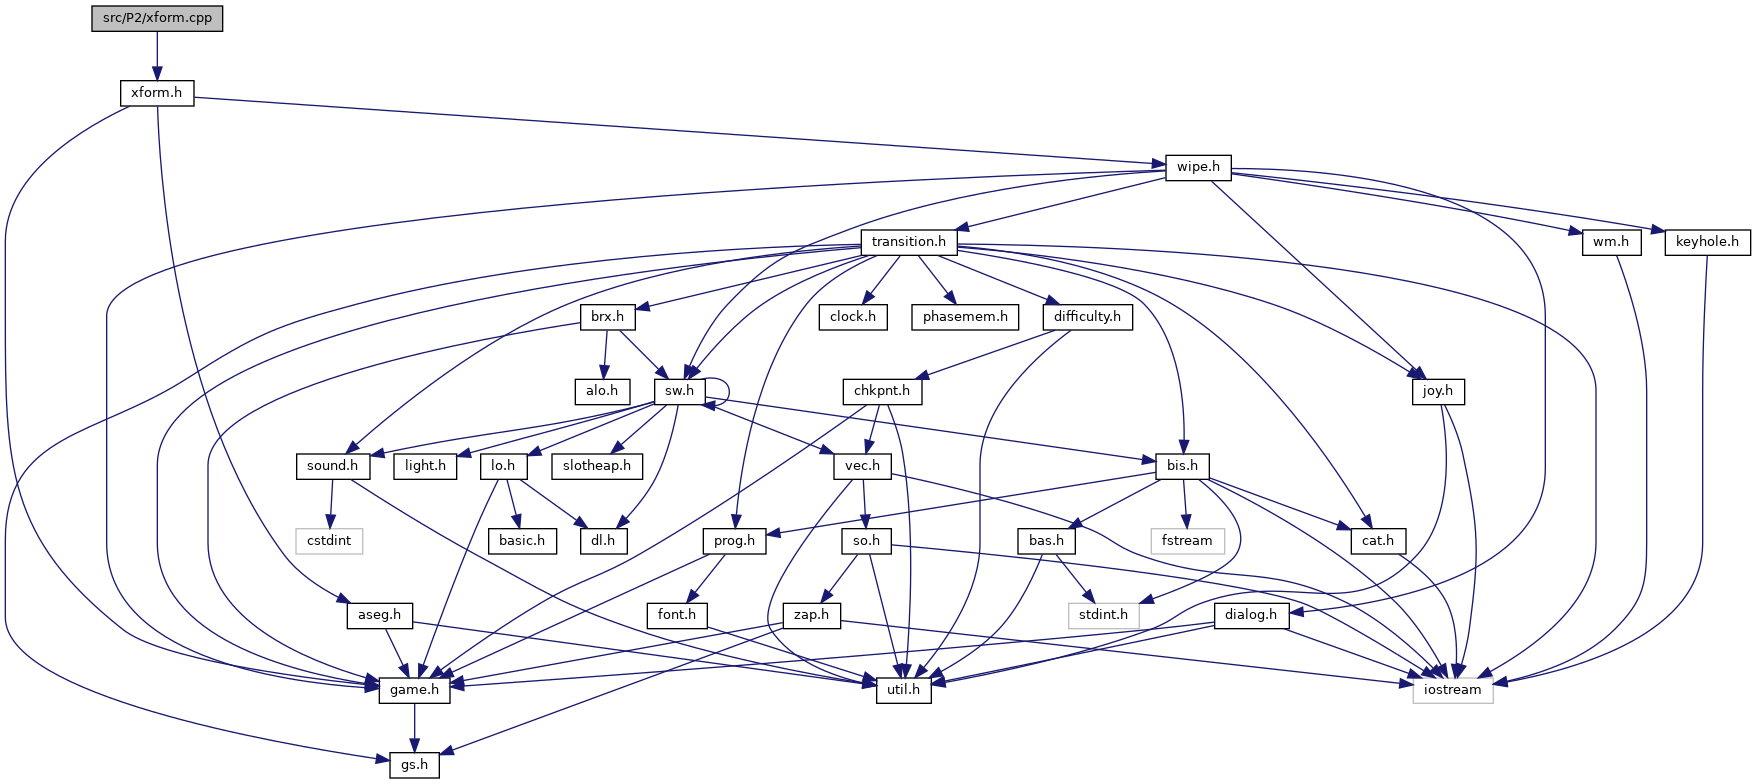 src/P2/xform.cpp
xform.h
wipe.h
transition.h
wm.h
keyhole.h
brx.h
clock.h
phasemem.h
difficulty.h
alo.h
sw.h
chkpnt.h
joy.h
sound.h
light.h
lo.h
slotheap.h
vec.h
bis.h
cstdint
basic.h
dl.h
prog.h
so.h
bas.h
fstream
cat.h
aseg.h
font.h
zap.h
stdint.h
dialog.h
game.h
util.h
iostream
gs.h